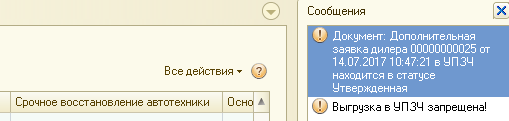 Сообщения
Документ: Дополнительная
заявка дилера 00000000025 от
14.07.2017 10:47:21 в УПЗЧ
находится в статусе
Утвержденная
Выгрузка в УПЗЧ запрещена!
Все действия
Срочное восстановление автотехники
Осно